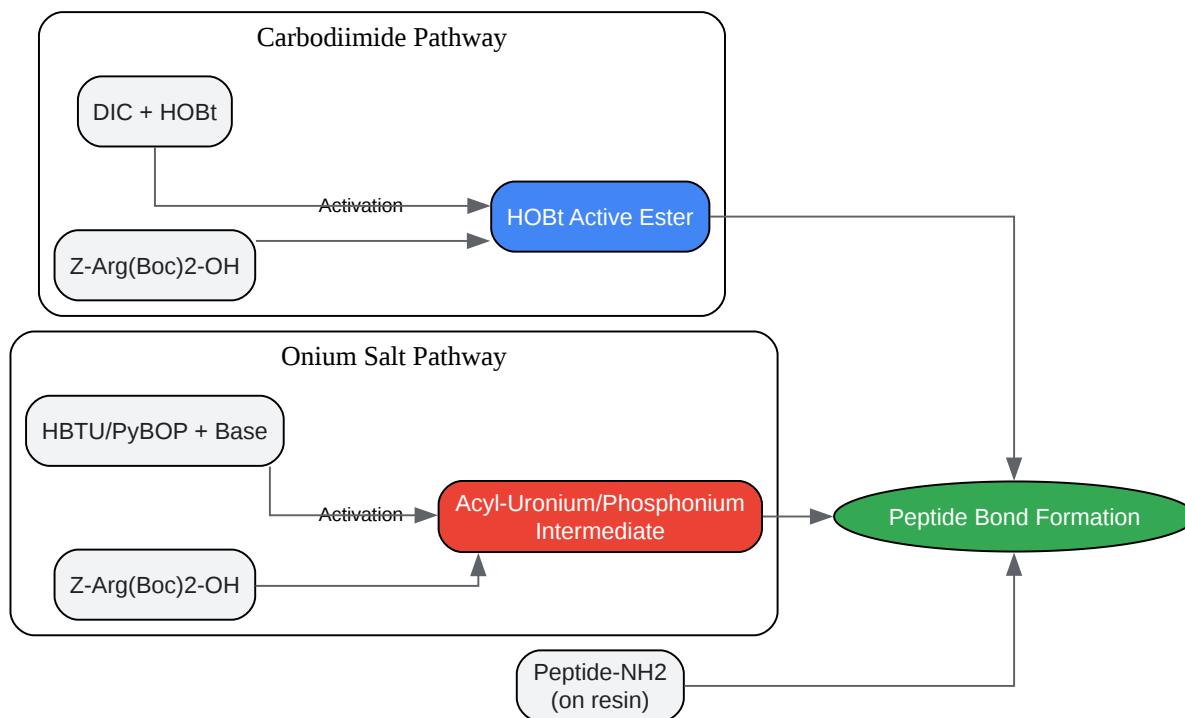 Carbodiimide Pathway
DIC + HOBt
Activation
HOBt Active Ester
Z-Arg(Boc)2-OH
Onium Salt Pathway
HBTU/PyBOP + Base
Activation
Acyl-Uronium/Phosphonium
Intermediate
Peptide Bond Formation
Z-Arg(Boc)2-OH
Peptide-NH2
(on resin)